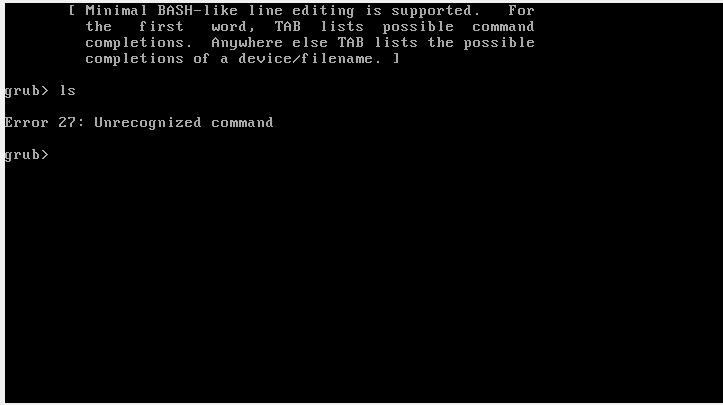 [ Minimal BASH-like line editing is supported.   For
the   first   word,  TAB  lists  possible  command
completions.  Anywhere else TAB lists the possible
completions of a device/filename. ]
grub> ls
Error 27: Unrecognized command
grub>